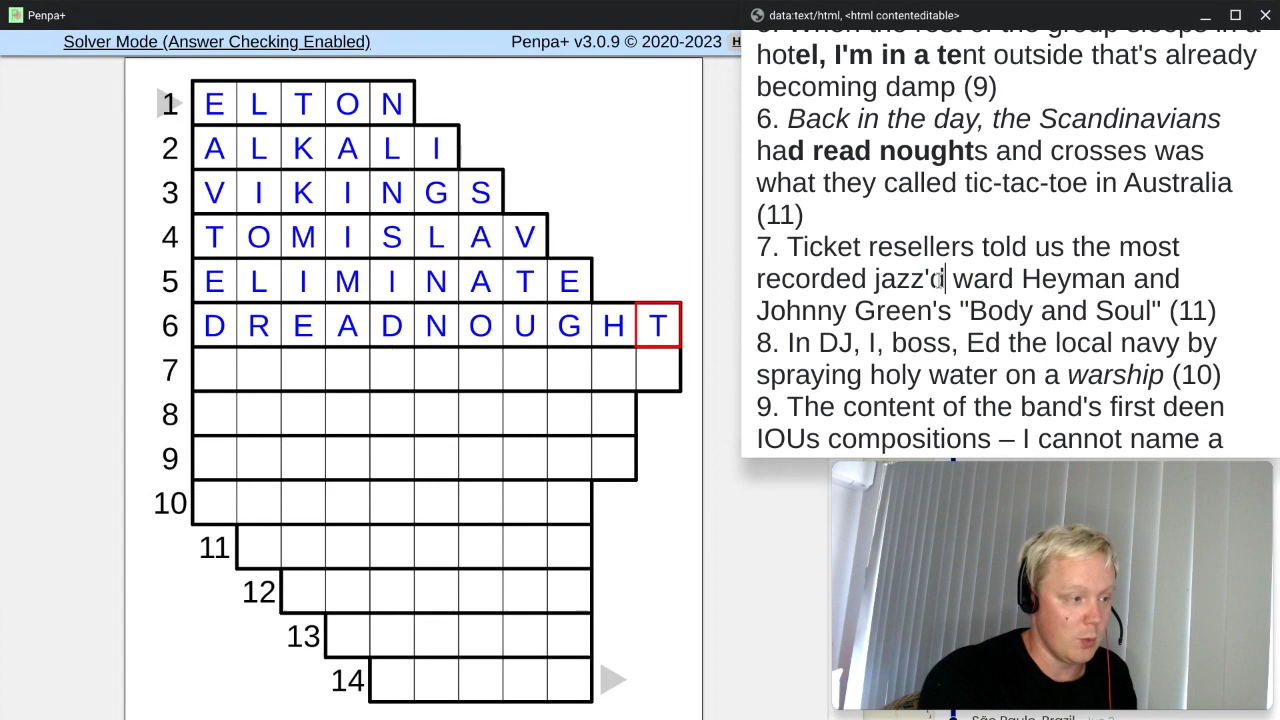 Penpa+
data:text/html, <html contenteditable>
Solver Mode (Answer Checking Enabled)
Penpa+ v3.0.9 © 2020-2023
1 E L T O N
2 A L K A L I
3 V I K I N G S
4 T O M I S L A V
5 E L I M I N A T E
6 D R E A D N O U G H T
7
8
9
10
11
12
13
14
hotel, I'm in a tent outside that's already
becoming damp (9)
6. Back in the day, the Scandinavians
had read noughts and crosses was
what they called tic-tac-toe in Australia
(11)
7. Ticket resellers told us the most
recorded jazz'd ward Heyman and
Johnny Green's "Body and Soul" (11)
8. In DJ, I, boss, Ed the local navy by
spraying holy water on a warship (10)
9. The content of the band's first deen
IOUs compositions – I cannot name a